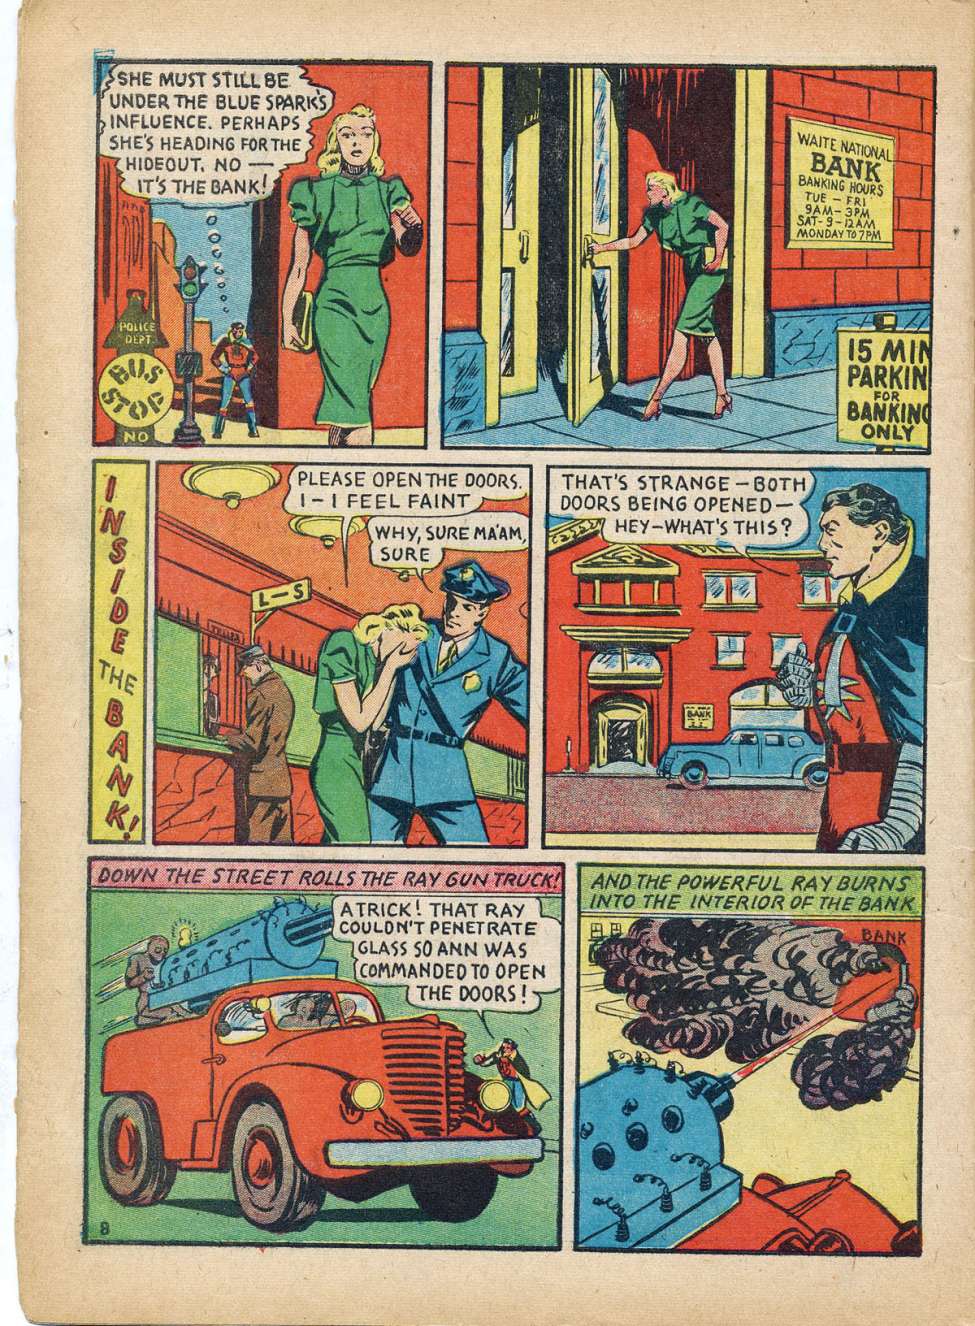 SHE MUST STILL BE
UNDER THE BLUE SPARK'S
INFLUENCE. PERHAPS
SHE'S HEADING FOR THE
HIDEOUT. NO —
IT'S THE BANK!
POLICE
DEPT
BUS
STOP
NO
WAITE NATIONAL
BANK
BANKING HOURS
TUE - FRI
9AM - 3PM
SAT - 9 - 12AM
MONDAY TO 7PM
15 MIN
PARKIN
FOR
BANKING
ONLY
INSIDE THE BANK!
PLEASE OPEN THE DOORS.
I - I FEEL FAINT
WHY, SURE MA'AM,
SURE
L - S
TELLER
THAT'S STRANGE - BOTH
DOORS BEING OPENED -
HEY - WHAT'S THIS?
BANK
DOWN THE STREET ROLLS THE RAY GUN TRUCK!
A TRICK! THAT RAY
COULDN'T PENETRATE
GLASS SO ANN WAS
COMMANDED TO OPEN
THE DOORS!
8
AND THE POWERFUL RAY BURNS
INTO THE INTERIOR OF THE BANK
BANK